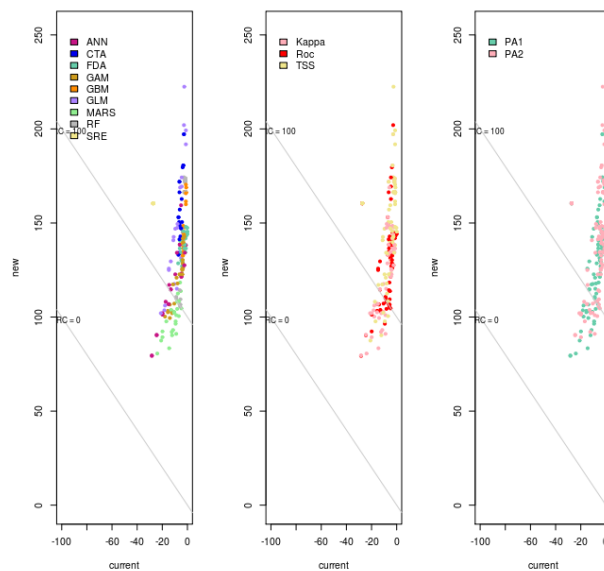 ANN
CTA
FDA
GAM
GBM
GLM
MARS
RF
SRE
C = 100
RC = 0
250
200
150
100
50
0
new
-100
-60
-40
-20
0
current
Kappa
Roc
TSS
C = 100
RC = 0
250
200
150
100
50
0
new
-100
-60
-40
-20
0
current
PA1
PA2
C = 100
RC = 0
250
200
150
100
50
0
new
-100
-60
-40
-20
0
current